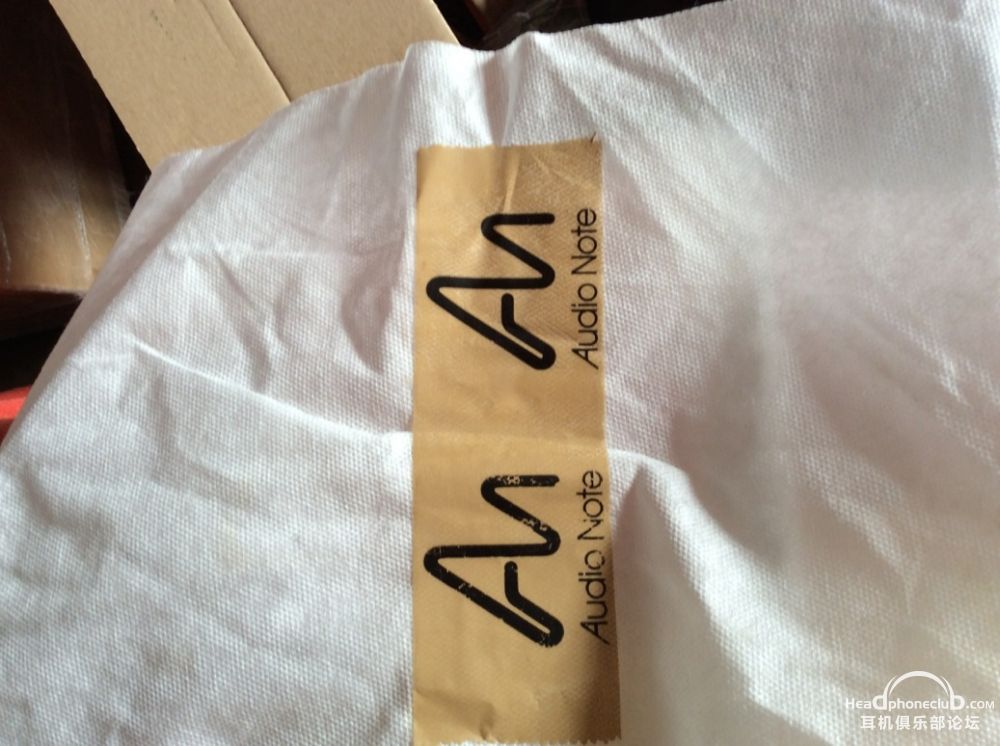 Audio Note
Audio Note
Headphoneclub.com
耳机俱乐部论坛